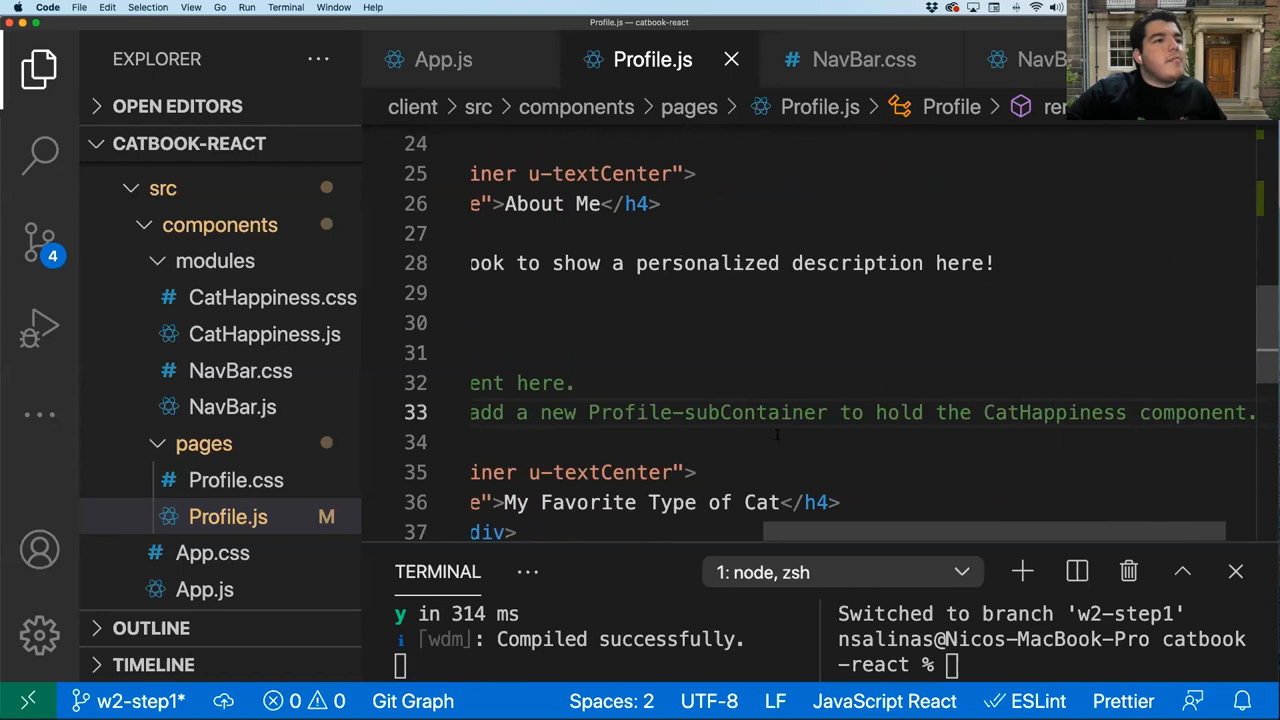 Code File Edit Selection View Go Run Terminal Window Help
Profile.js — catbook-react
EXPLORER ···
App.js Profile.js # NavBar.css NavB
client > src > components > pages > Profile.js > Profile > rer
OPEN EDITORS
CATBOOK-REACT
src
components
modules
# CatHappiness.css
CatHappiness.js
# NavBar.css
NavBar.js
pages
# Profile.css
Profile.js M
# App.css
App.js
OUTLINE
TIMELINE
4
24
25 iner u-textCenter">
26 e">About Me</h4>
27
28 ook to show a personalized description here!
29
30
31
32 ent here.
33 add a new Profile-subContainer to hold the CatHappiness component.
34
35 iner u-textCenter">
36 e">My Favorite Type of Cat</h4>
37 div>
TERMINAL ··· 1: node, zsh
y in 314 ms
i ｢wdm｣: Compiled successfully.
Switched to branch 'w2-step1'
nsalinas@Nicos-MacBook-Pro catbook
-react %
w2-step1* 0 0 Git Graph Spaces: 2 UTF-8 LF JavaScript React ESLint Prettier